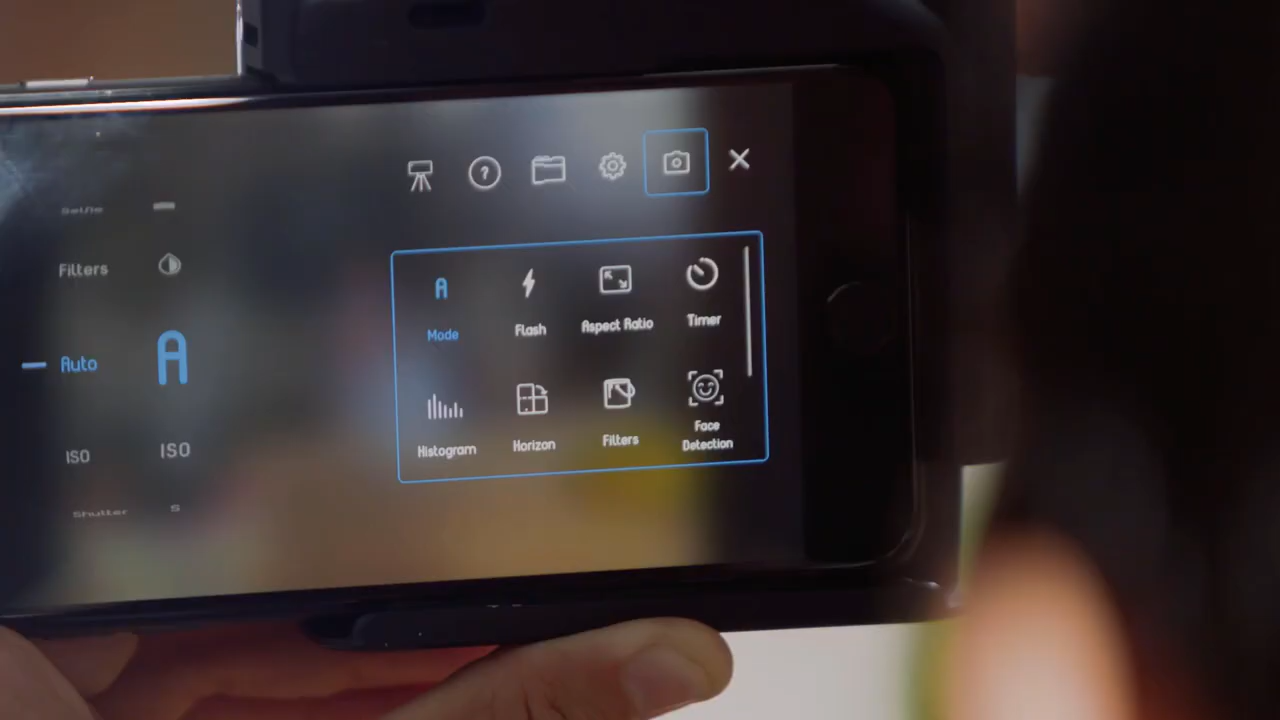 Selfie
Filters
Auto
A
ISO
ISO
Shutter
S
?
A
Mode
Flash
Aspect Ratio
Timer
Histogram
Horizon
Filters
Face
Detection